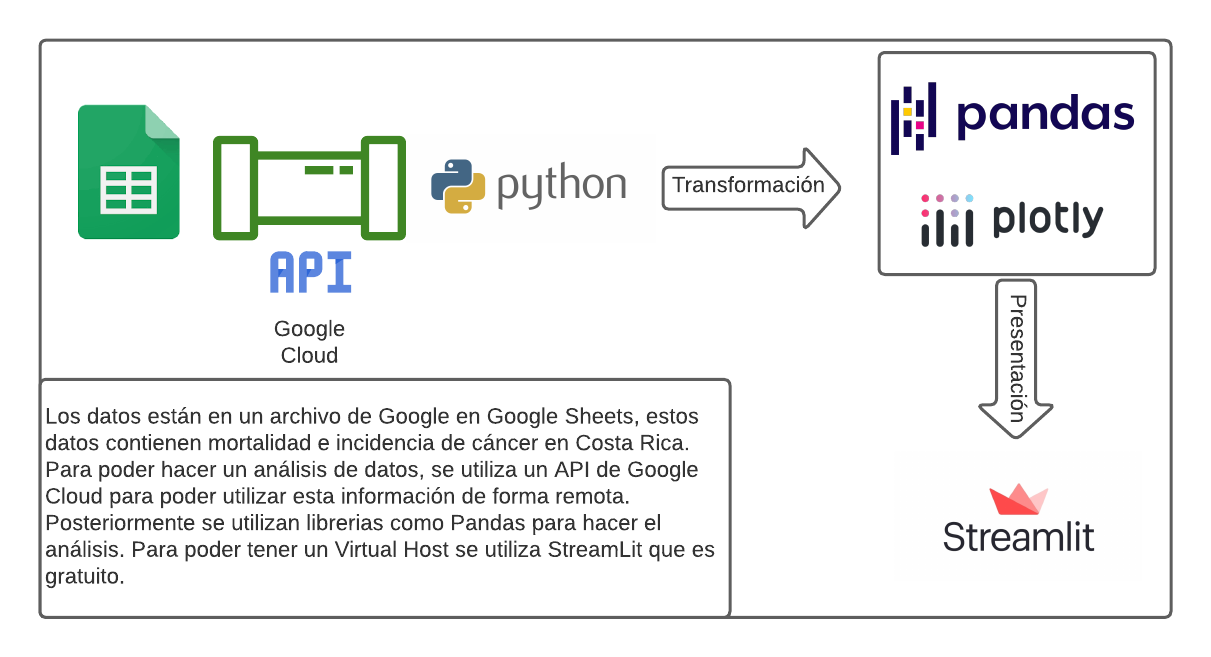 pandas
python
Transformación
plotly
API
Google
Cloud
Presentación
Los datos están en un archivo de Google en Google Sheets, estos
datos contienen mortalidad e incidencia de cáncer en Costa Rica.
Para poder hacer un análisis de datos, se utiliza un API de Google
Cloud para poder utilizar esta información de forma remota.
Posteriormente se utilizan librerias como Pandas para hacer el
análisis. Para poder tener un Virtual Host se utiliza StreamLit que es
gratuito.
Streamlit